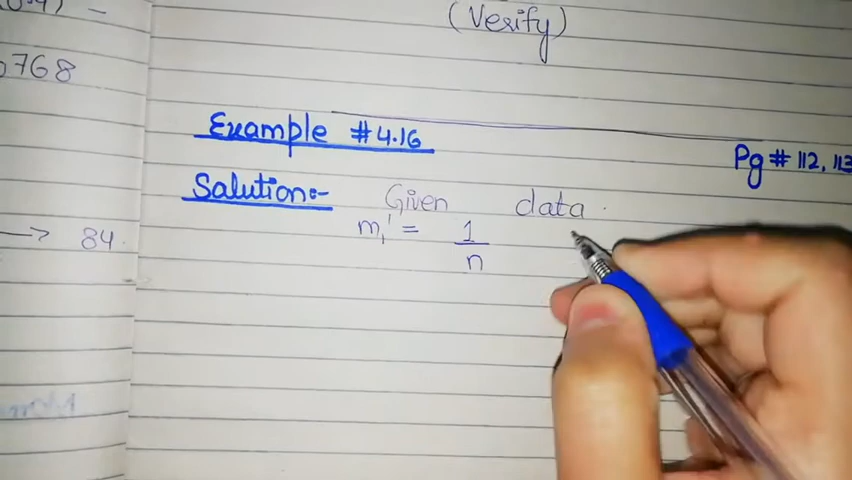 (Verify)
768
Example #4.16
Pg # 112, 113
Salution:- Given data.
m₁' = 1/n
→ 84.